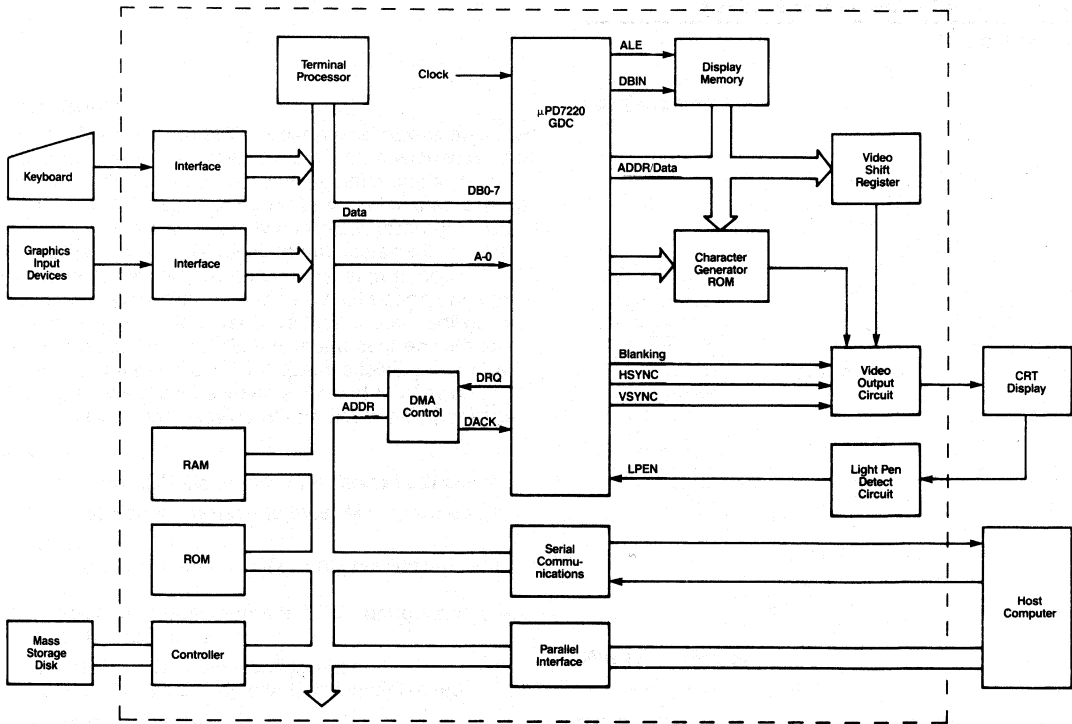 Terminal
Processor
Clock
μPD7220
GDC
ALE
DBIN
Display
Memory
Keyboard
Interface
ADDR/Data
Video
Shift
Register
DB0-7
Data
Graphics
Input
Devices
Interface
A-0
Character
Generator
ROM
Blanking
HSYNC
VSYNC
Video
Output
Circuit
CRT
Display
DRQ
ADDR
DMA
Control
DACK
RAM
LPEN
Light Pen
Detect
Circuit
ROM
Serial
Commu-
nications
Host
Computer
Mass
Storage
Disk
Controller
Parallel
Interface